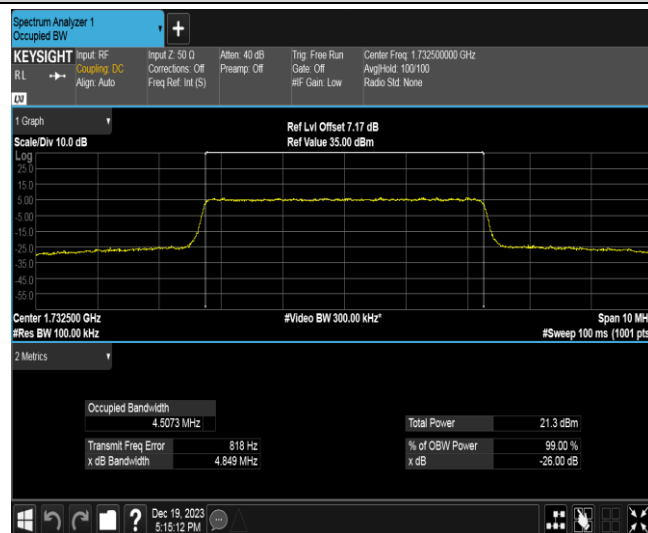 Spectrum Analyzer 1
Occupied BW
+
KEYSIGHT
RL
LXI
Input: RF
Coupling: DC
Align: Auto
Input Z: 50 Ω
Corrections: Off
Freq Ref: Int (S)
Atten: 40 dB
Preamp: Off
Trig: Free Run
Gate: Off
#IF Gain: Low
Center Freq: 1.732500000 GHz
Avg|Hold: 100/100
Radio Std: None
1 Graph
Scale/Div 10.0 dB
Ref Lvl Offset 7.17 dB
Ref Value 35.00 dBm
Log
25.0
15.0
5.00
-5.00
-15.0
-25.0
-35.0
-45.0
-55.0
Center 1.732500 GHz
#Video BW 300.00 kHz*
Span 10 MH
#Res BW 100.00 kHz
#Sweep 100 ms (1001 pts
2 Metrics
Occupied Bandwidth
4.5073 MHz
Total Power 21.3 dBm
Transmit Freq Error 818 Hz
% of OBW Power 99.00 %
x dB Bandwidth 4.849 MHz
x dB -26.00 dB
?
Dec 19, 2023
5:15:12 PM